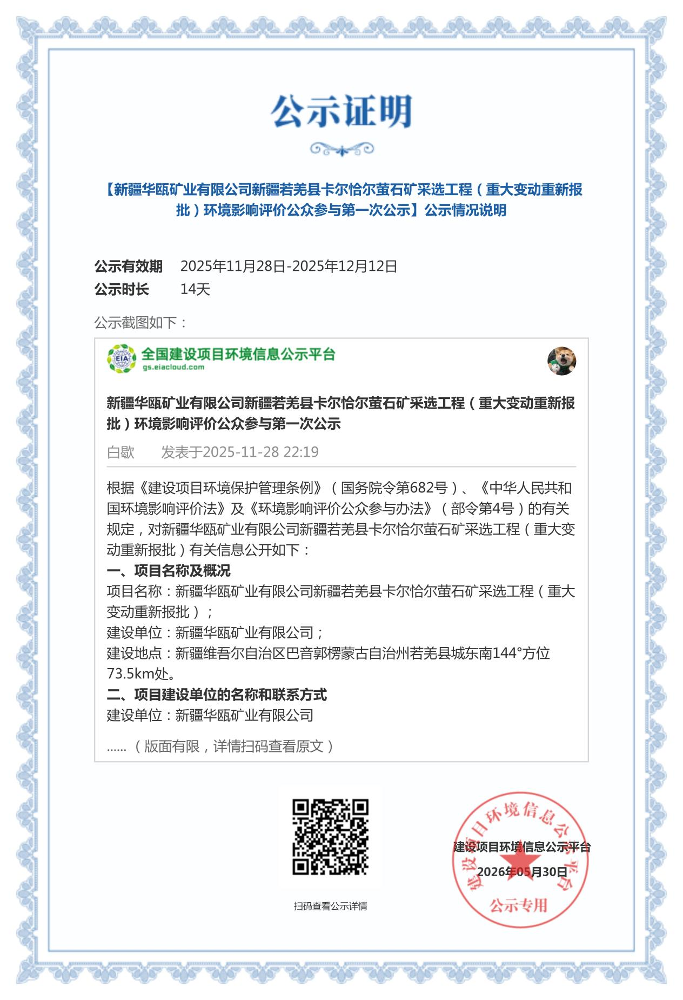 公示证明
【新疆华瓯矿业有限公司新疆若羌县卡尔恰尔萤石矿采选工程（重大变动重新报
批）环境影响评价公众参与第一次公示】公示情况说明
公示有效期 2025年11月28日-2025年12月12日
公示时长 14天
公示截图如下：
EIA 全国建设项目环境信息公示平台
gs.eiacloud.com
新疆华瓯矿业有限公司新疆若羌县卡尔恰尔萤石矿采选工程（重大变动重新报
批）环境影响评价公众参与第一次公示
白歇 发表于2025-11-28 22:19
根据《建设项目环境保护管理条例》（国务院令第682号）、《中华人民共和
国环境影响评价法》及《环境影响评价公众参与办法》（部令第4号）的有关
规定，对新疆华瓯矿业有限公司新疆若羌县卡尔恰尔萤石矿采选工程（重大变
动重新报批）有关信息公开如下：
一、项目名称及概况
项目名称：新疆华瓯矿业有限公司新疆若羌县卡尔恰尔萤石矿采选工程（重大
变动重新报批）；
建设单位：新疆华瓯矿业有限公司；
建设地点：新疆维吾尔自治区巴音郭楞蒙古自治州若羌县城东南144°方位
73.5km处。
二、项目建设单位的名称和联系方式
建设单位：新疆华瓯矿业有限公司
......（版面有限，详情扫码查看原文）
扫码查看公示详情
建设项目环境信息公示平台
建设项目环境信息公示平台
2026年05月30日
公示专用